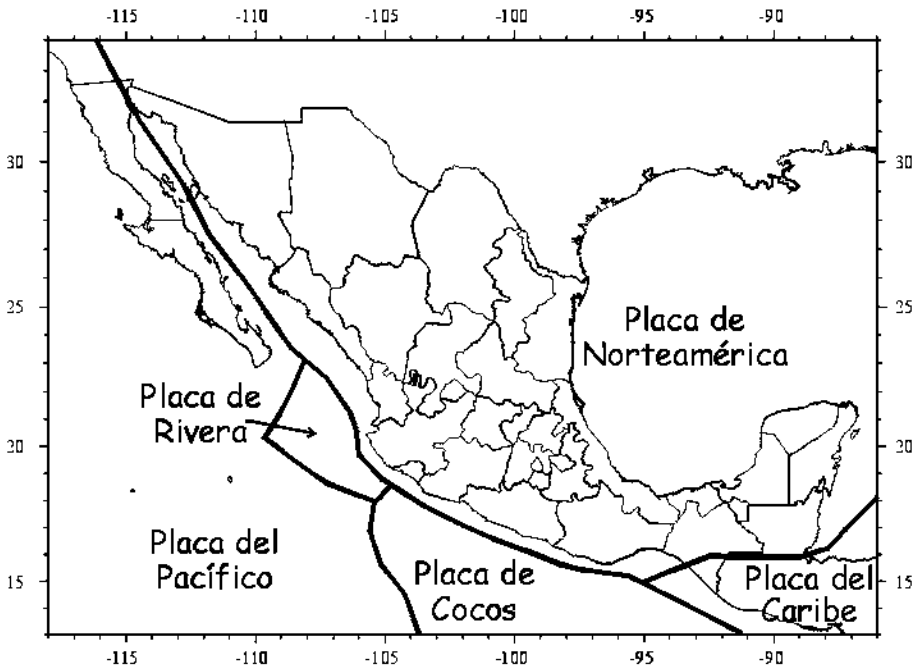 -115 -110 -105 -100 -95 -90
30
30
25
25
Placa de
Norteamérica
Placa de
Rivera
20
20
Placa del
Pacífico
Placa de
Cocos
Placa del
Caribe
15
15
-115 -110 -105 -100 -95 -90